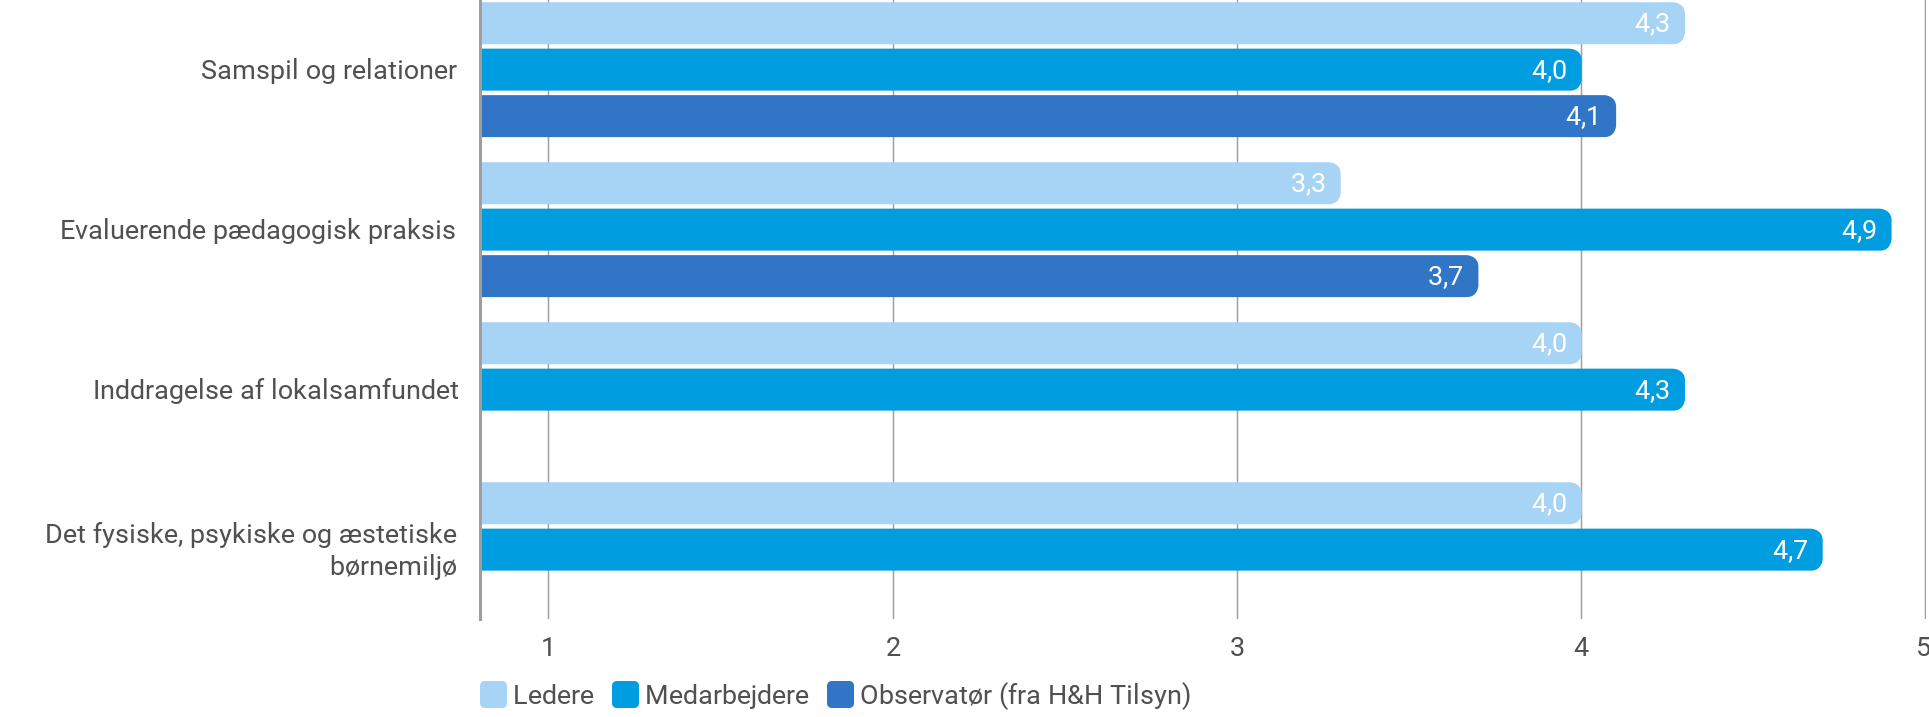 4,3
Samspil og relationer
4,0
4,1
3,3
Evaluerende pædagogisk praksis
4,9
3,7
4,0
Inddragelse af lokalsamfundet
4,3
4,0
Det fysiske, psykiske og æstetiske
børnemiljø
4,7
1 2 3 4 5
Ledere Medarbejdere Observatør (fra H&H Tilsyn)